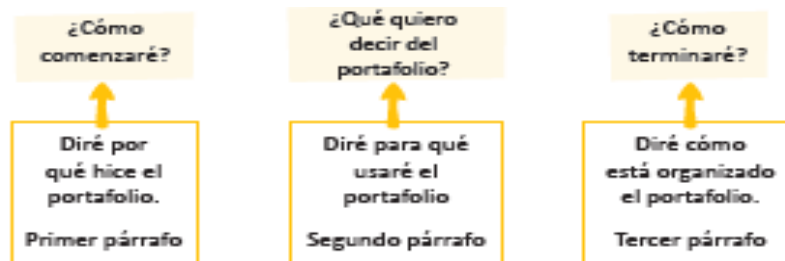 ¿Cómo
comenzaré?
¿Qué quiero
decir del
portafolio?
¿Cómo
terminaré?
Diré por
qué hice el
portafolio.
Primer párrafo
Diré para qué
usaré el
portafolio
Segundo párrafo
Diré cómo
está organizado
el portafolio.
Tercer párrafo